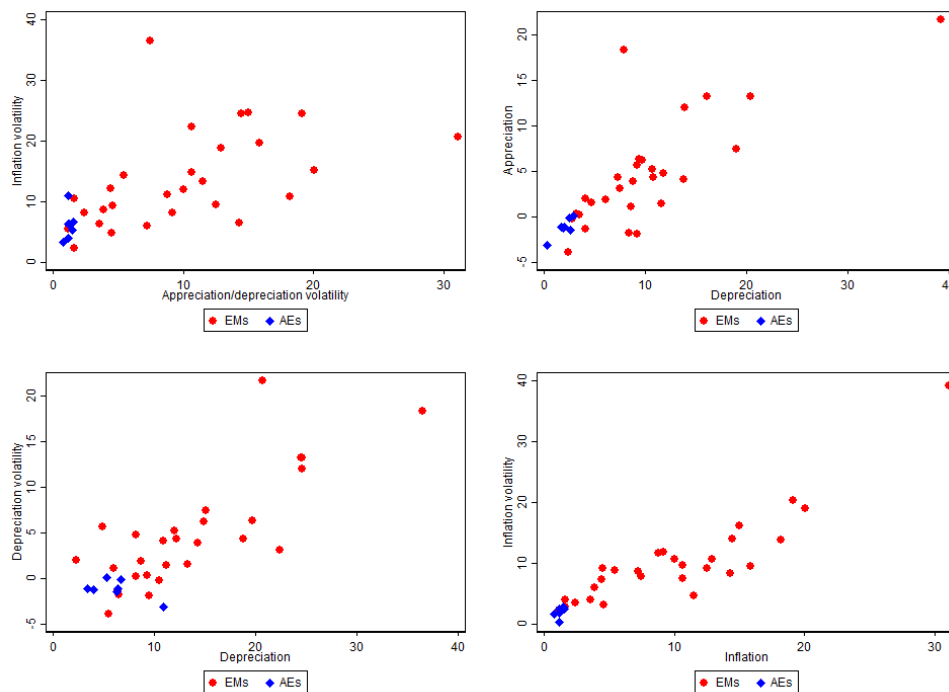 40
30
20
10
0
Inflation volatility
0 10 20 30
Appreciation/depreciation volatility
EMs AEs
20
15
10
5
0
-5
Appreciation
0 10 20 30 4
Depreciation
EMs AEs
20
15
10
5
0
-5
Depreciation volatility
0 10 20 30 40
Depreciation
EMs AEs
40
30
20
10
0
Inflation volatility
0 10 20 30
Inflation
EMs AEs